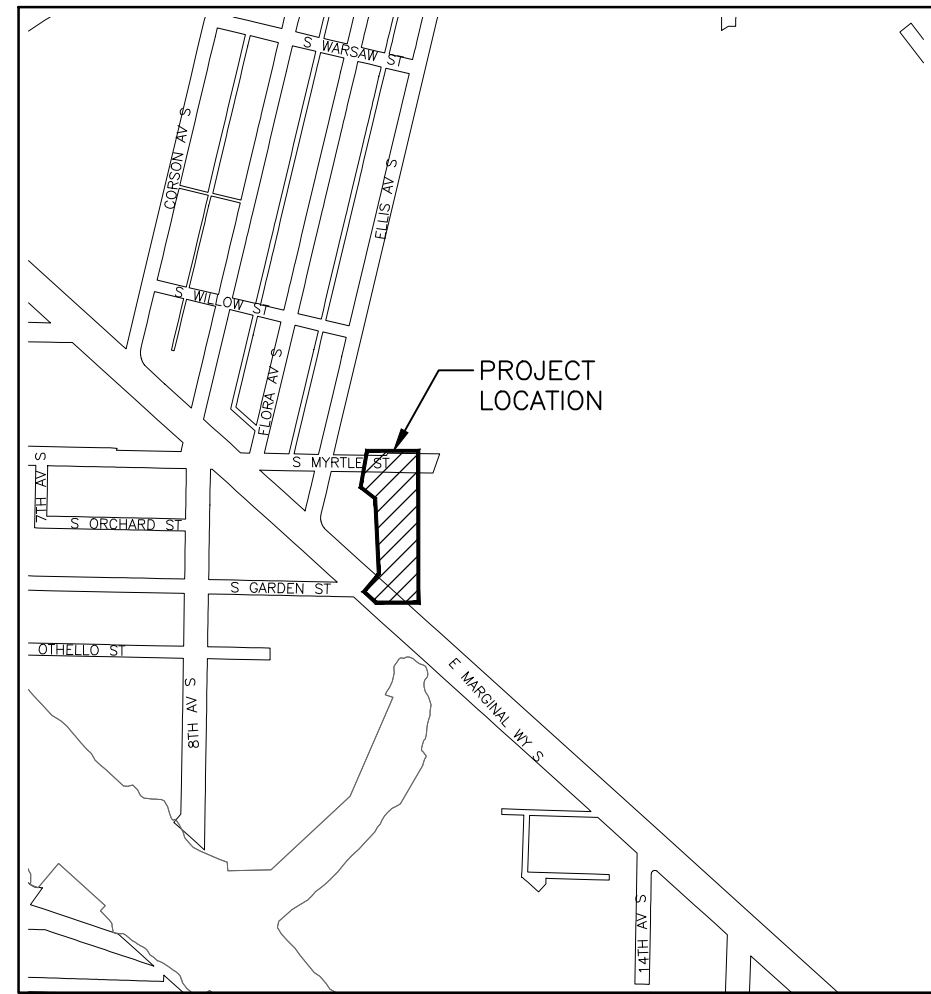 S WARSAW ST
CORSON AV S
ELLIS AV S
S WILLOW ST
FLORA AV S
PROJECT
LOCATION
S MYRTLE ST
7TH AV S
S ORCHARD ST
S GARDEN ST
OTHELLO ST
E MARGINAL WY S
8TH AV S
14TH AV S